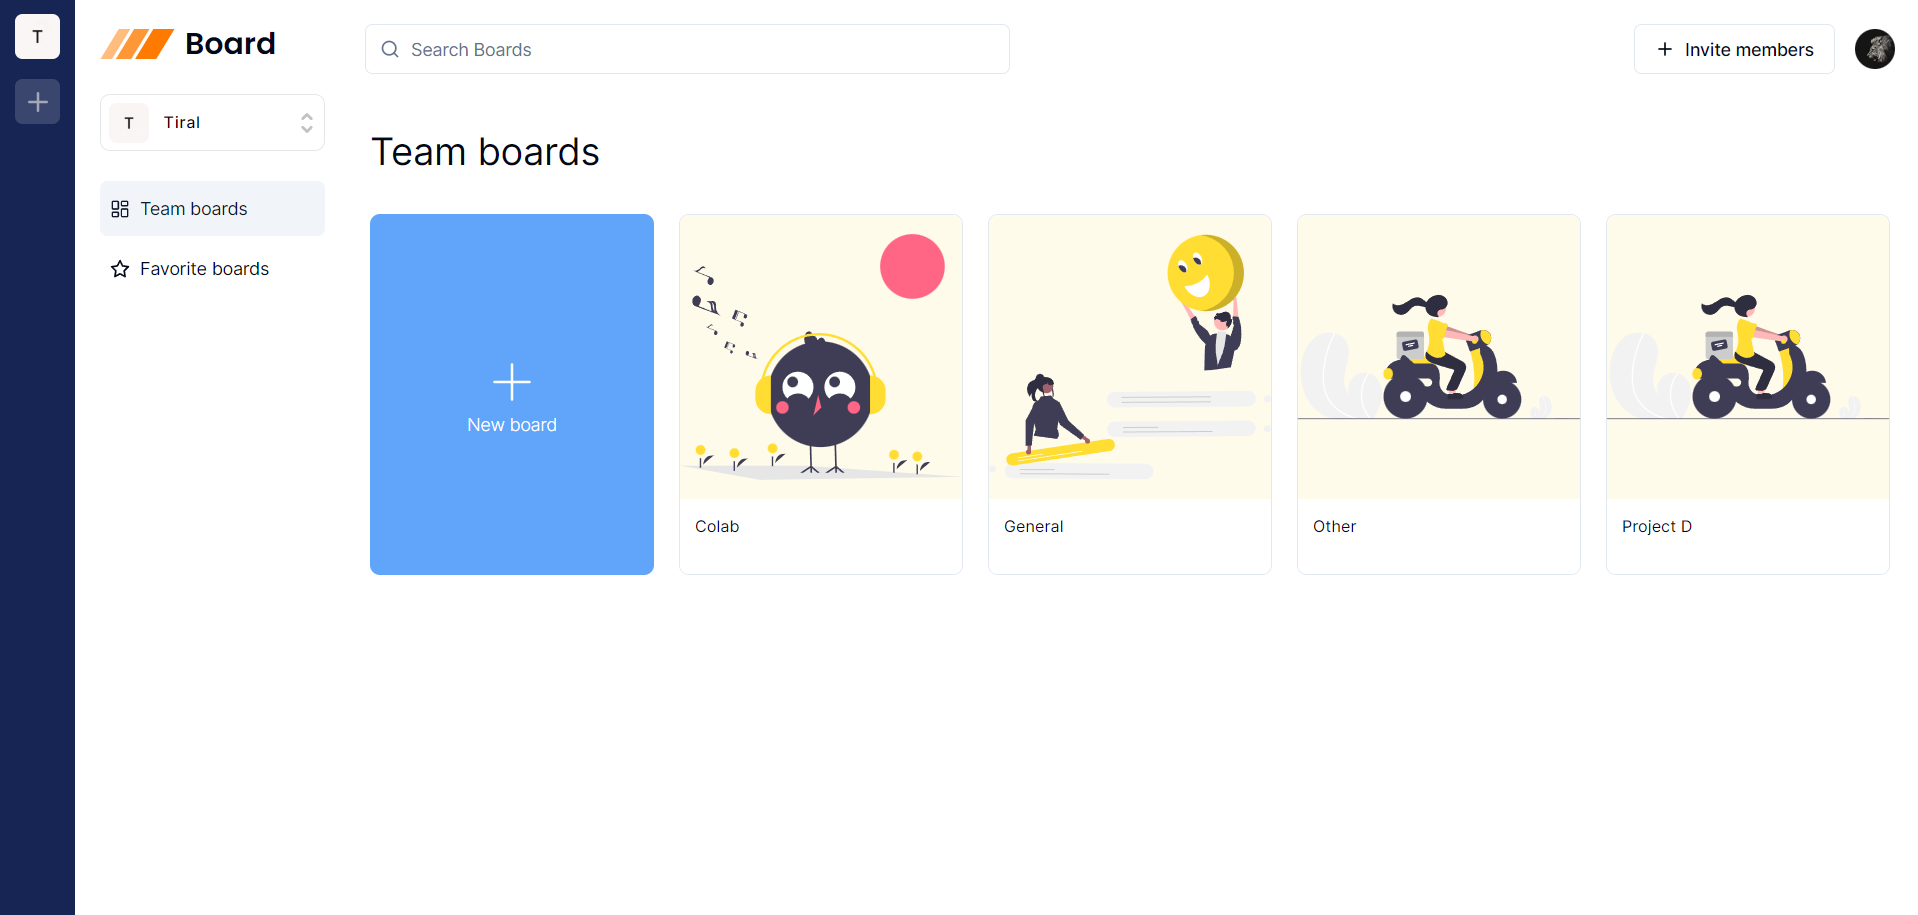 T
Board
Search Boards
Invite members
T
Tiral
Team boards
Team boards
Favorite boards
New board
Colab
General
Other
Project D